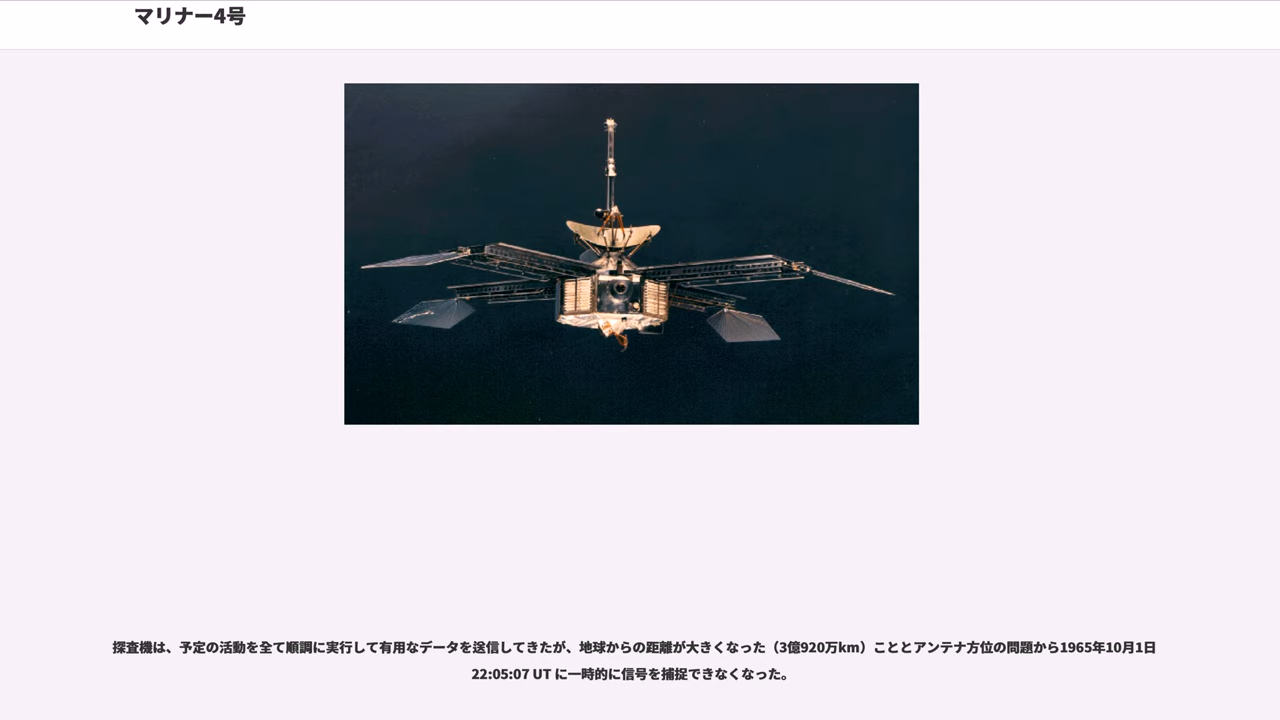 マリナー4号
探査機は、予定の活動を全て順調に実行して有用なデータを送信してきたが、地球からの距離が大きくなった（3億920万km）こととアンテナ方位の問題から1965年10月1日
22:05:07 UT に一時的に信号を捕捉できなくなった。